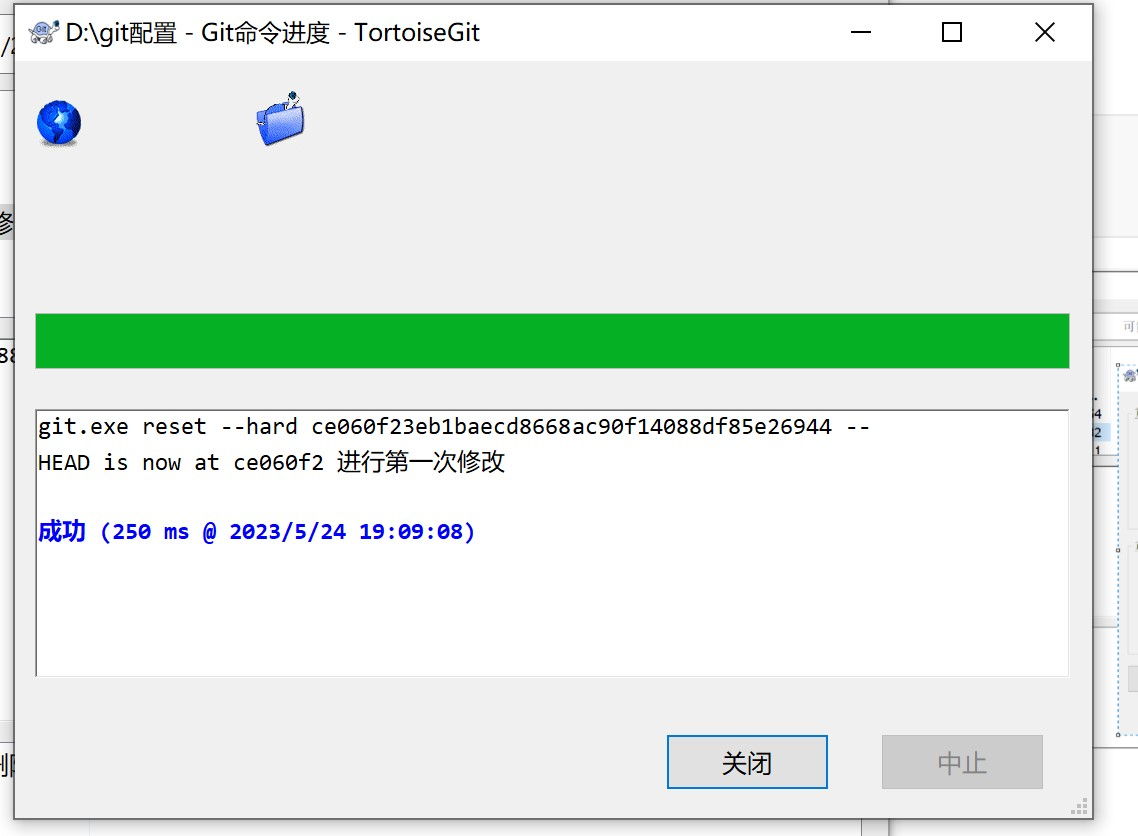 D:\git配置 - Git命令进度 - TortoiseGit
git.exe reset --hard ce060f23eb1baecd8668ac90f14088df85e26944 --
HEAD is now at ce060f2 进行第一次修改
成功 (250 ms @ 2023/5/24 19:09:08)
关闭
中止